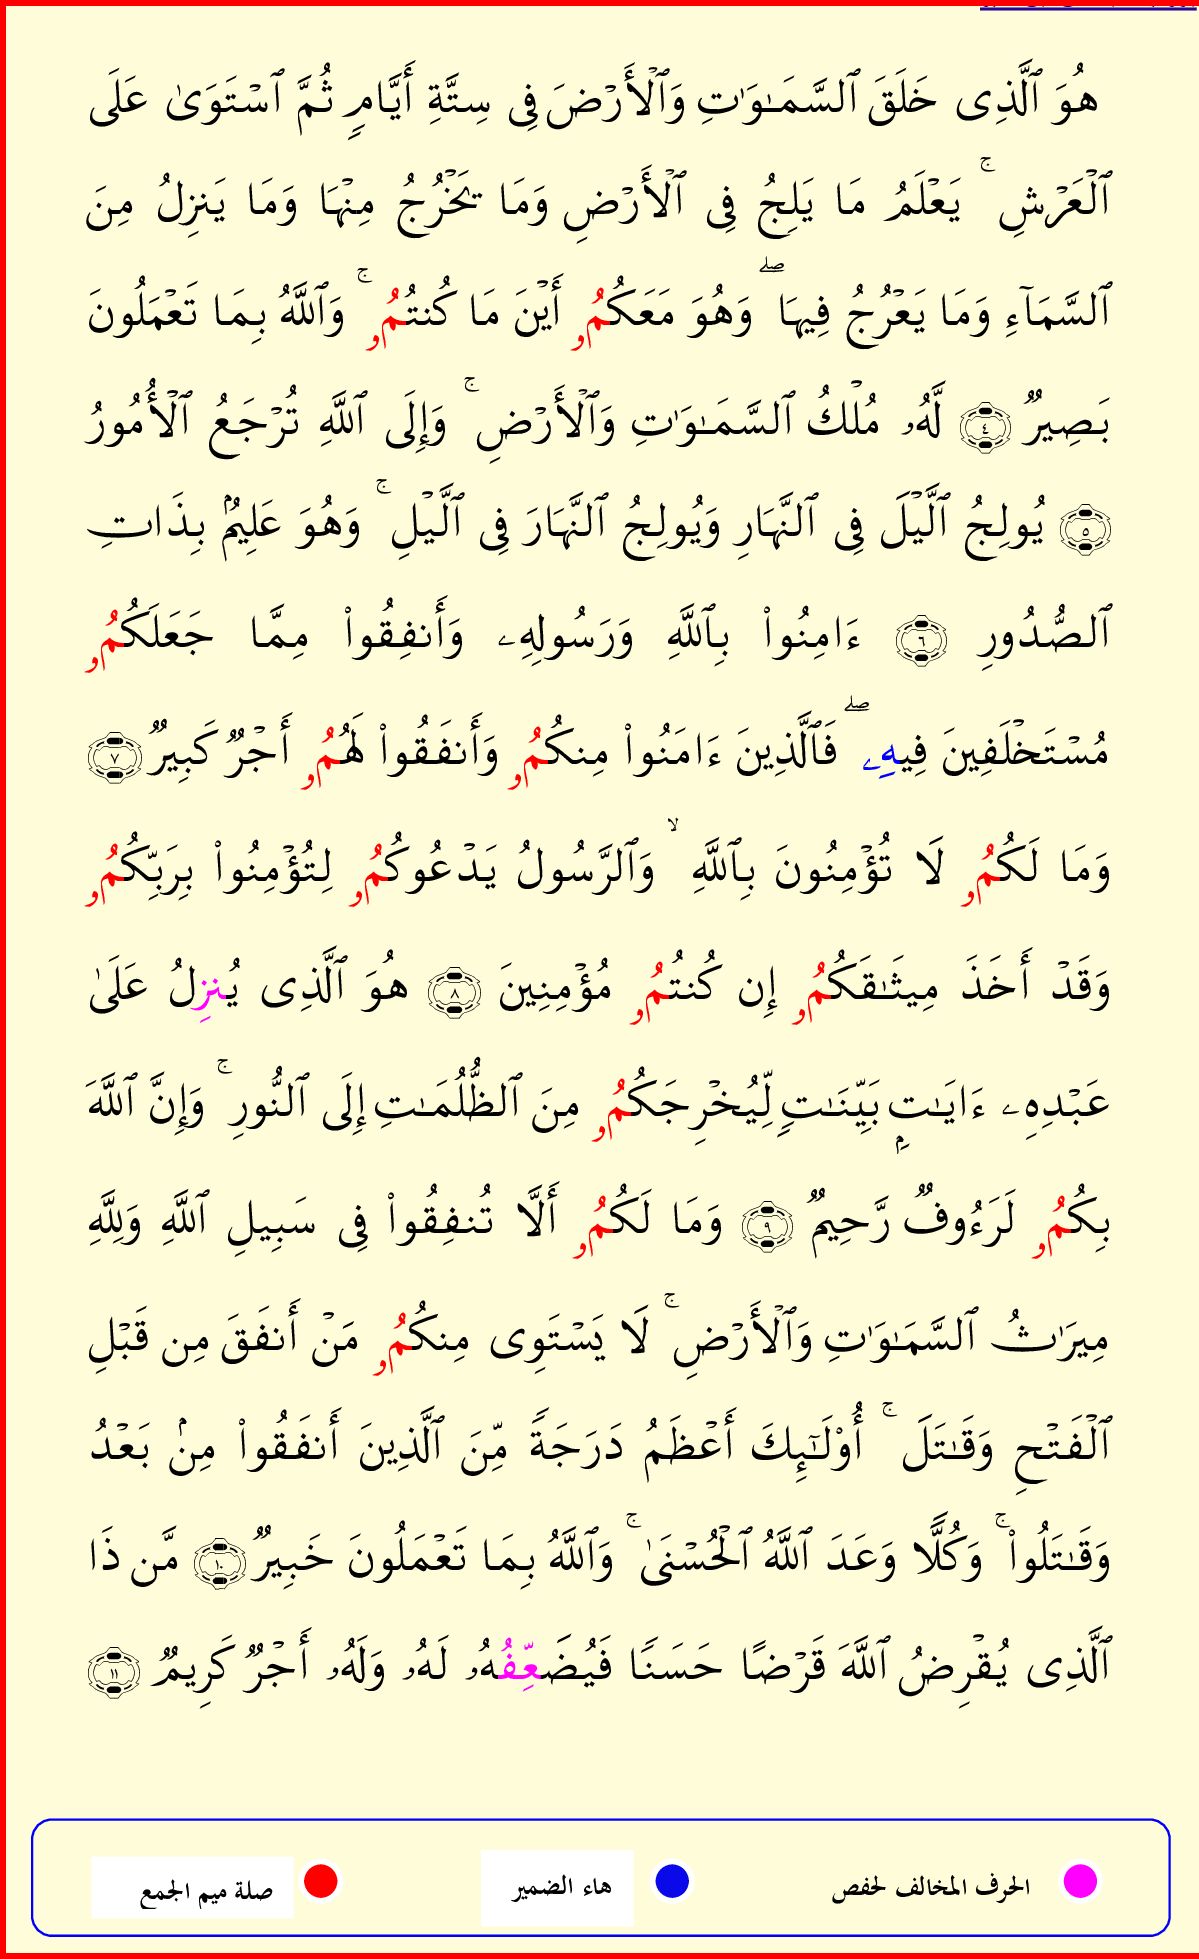 هُوَ ٱلَّذِى خَلَقَ ٱلسَّمَـٰوَٰتِ وَٱلْأَرْضَ فِى سِتَّةِ أَيَّامٍۢ ثُمَّ ٱسْتَوَىٰ عَلَى
ٱلْعَرْشِ ۚ يَعْلَمُ مَا يَلِجُ فِى ٱلْأَرْضِ وَمَا يَخْرُجُ مِنْهَا وَمَا يَنزِلُ مِنَ
ٱلسَّمَآءِ وَمَا يَعْرُجُ فِيهَا ۖ وَهُوَ مَعَكُمُۥ أَيْنَ مَا كُنتُمُۥ ۚ وَٱللَّهُ بِمَا تَعْمَلُونَ
بَصِيرٌۭ ٤ لَّهُۥ مُلْكُ ٱلسَّمَـٰوَٰتِ وَٱلْأَرْضِ ۚ وَإِلَى ٱللَّهِ تُرْجَعُ ٱلْأُمُورُ
٥ يُولِجُ ٱلَّيْلَ فِى ٱلنَّهَارِ وَيُولِجُ ٱلنَّهَارَ فِى ٱلَّيْلِ ۚ وَهُوَ عَلِيمٌۢ بِذَاتِ
ٱلصُّدُورِ ٦ ءَامِنُوا۟ بِٱللَّهِ وَرَسُولِهِۦ وَأَنفِقُوا۟ مِمَّا جَعَلَكُمُۥ
مُسْتَخْلَفِينَ فِيهِۦ ۖ فَٱلَّذِينَ ءَامَنُوا۟ مِنكُمُۥ وَأَنفَقُوا۟ لَهُمُۥ أَجْرٌۭ كَبِيرٌۭ ٧
وَمَا لَكُمُۥ لَا تُؤْمِنُونَ بِٱللَّهِ ۙ وَٱلرَّسُولُ يَدْعُوكُمُۥ لِتُؤْمِنُوا۟ بِرَبِّكُمُۥ
وَقَدْ أَخَذَ مِيثَـٰقَكُمُۥ إِن كُنتُمُۥ مُؤْمِنِينَ ٨ هُوَ ٱلَّذِى يُنزِلُ عَلَىٰ
عَبْدِهِۦ ءَايَـٰتٍۭ بَيِّنَـٰتٍۢ لِّيُخْرِجَكُمُۥ مِنَ ٱلظُّلُمَـٰتِ إِلَى ٱلنُّورِ ۚ وَإِنَّ ٱللَّهَ
بِكُمُۥ لَرَءُوفٌۭ رَّحِيمٌۭ ٩ وَمَا لَكُمُۥ أَلَّا تُنفِقُوا۟ فِى سَبِيلِ ٱللَّهِ وَلِلَّهِ
مِيرَٰثُ ٱلسَّمَـٰوَٰتِ وَٱلْأَرْضِ ۚ لَا يَسْتَوِى مِنكُمُۥ مَنْ أَنفَقَ مِن قَبْلِ
ٱلْفَتْحِ وَقَـٰتَلَ ۚ أُو۟لَـٰٓئِكَ أَعْظَمُ دَرَجَةًۭ مِّنَ ٱلَّذِينَ أَنفَقُوا۟ مِنۢ بَعْدُ
وَقَـٰتَلُوا۟ ۚ وَكُلًّۭا وَعَدَ ٱللَّهُ ٱلْحُسْنَىٰ ۚ وَٱللَّهُ بِمَا تَعْمَلُونَ خَبِيرٌۭ ١٠ مَّن ذَا
ٱلَّذِى يُقْرِضُ ٱللَّهَ قَرْضًا حَسَنًۭا فَيُضَعِّفُهُۥ لَهُۥ وَلَهُۥ أَجْرٌۭ كَرِيمٌۭ ١١
الحرف المخالف لحفص هاء الضمير صلة ميم الجمع